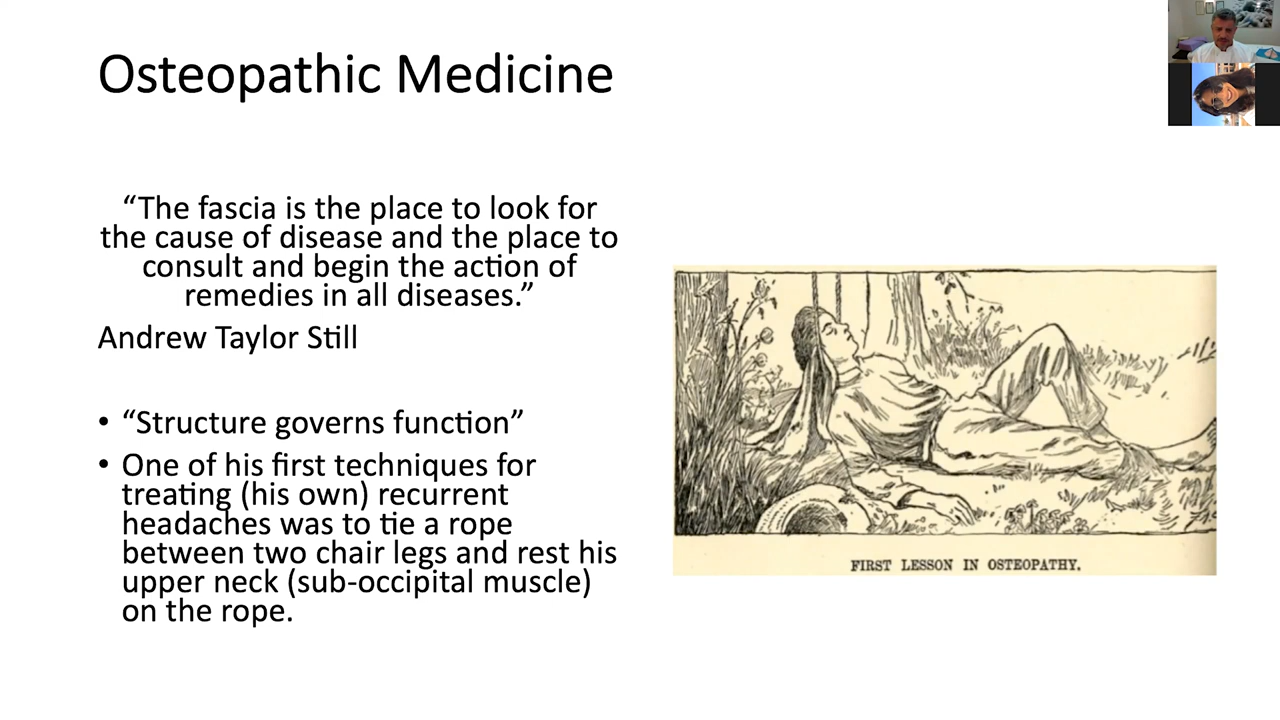 Osteopathic Medicine
“The fascia is the place to look for
the cause of disease and the place to
consult and begin the action of
remedies in all diseases.”
Andrew Taylor Still
• “Structure governs function”
• One of his first techniques for
treating (his own) recurrent
headaches was to tie a rope
between two chair legs and rest his
upper neck (sub-occipital muscle)
on the rope.
FIRST LESSON IN OSTEOPATHY.